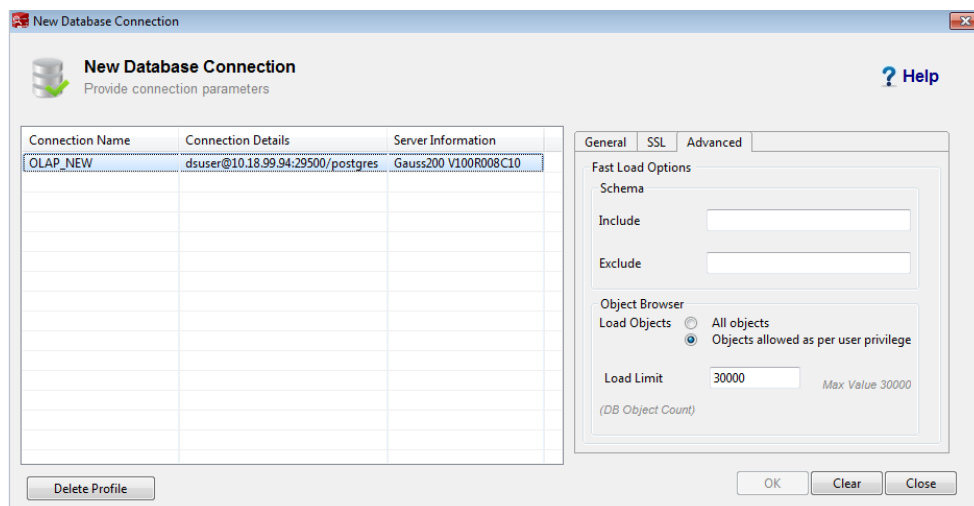 New Database Connection
New Database Connection
Provide connection parameters
? Help
Connection Name Connection Details Server Information
OLAP_NEW dsuser@10.18.99.94:29500/postgres Gauss200 V100R008C10
General SSL Advanced
Fast Load Options
Schema
Include
Exclude
Object Browser
Load Objects All objects
Objects allowed as per user privilege
Load Limit 30000 Max Value 30000
(DB Object Count)
Delete Profile OK Clear Close